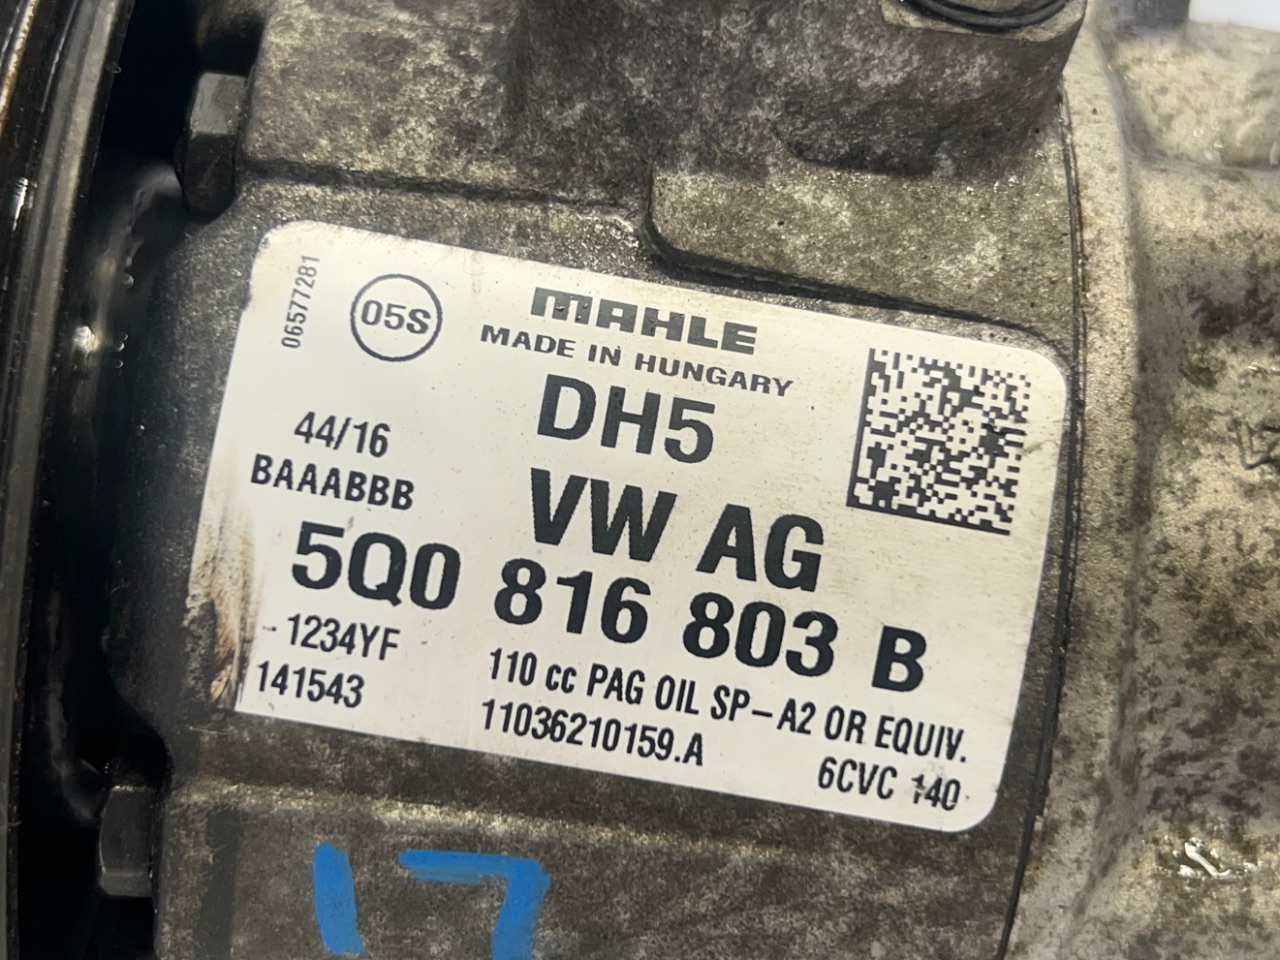 06577281
05S
MAHLE
MADE IN HUNGARY
DH5
44/16
BAAABBB
VW AG
5Q0 816 803 B
- 1234YF
110 cc PAG OIL SP-A2 OR EQUIV.
141543
11036210159.A
6CVC 140
17